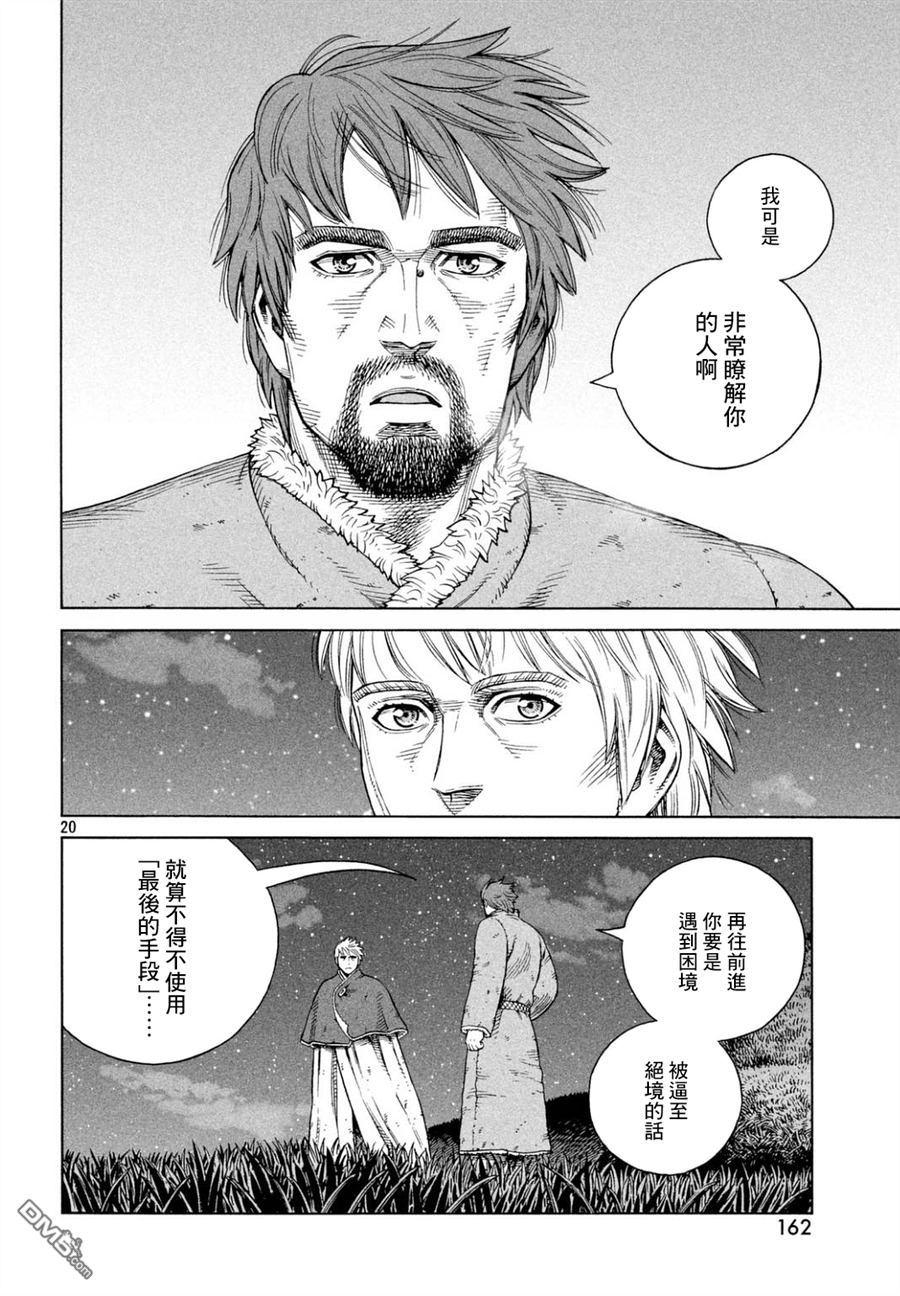 我可是
非常瞭解你
的人啊
20
再往前進
你要是
遇到困境
被逼至
絕境的話
就算不得不使用
「最後的手段」……
162
DM5